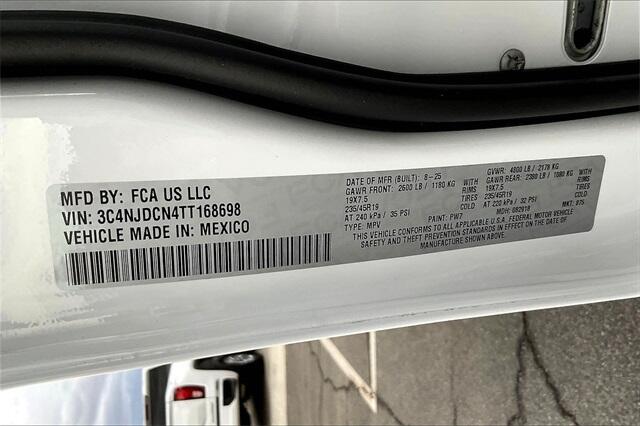 MFD BY: FCA US LLC
VIN: 3C4NJDCN4TT168698
VEHICLE MADE IN: MEXICO
DATE OF MFR (BUILT): 8-25
GAWR FRONT: 2600 LB / 1180 KG WITH
19X7.5 RIMS
235/45R19 TIRES
AT 240 kPa / 35 PSI COLD
TYPE: MPV PAINT: PW7
GVWR: 4800 LB / 2178 KG
GAWR REAR: 2380 LB / 1080 KG WITH
19X7.5 RIMS
235/45R19 TIRES
AT 220 kPa / 32 PSI COLD
MDH: 082918 MKT: 875
THIS VEHICLE CONFORMS TO ALL APPLICABLE U.S. FEDERAL MOTOR VEHICLE
SAFETY AND THEFT PREVENTION STANDARDS IN EFFECT ON THE DATE OF
MANUFACTURE SHOWN ABOVE.